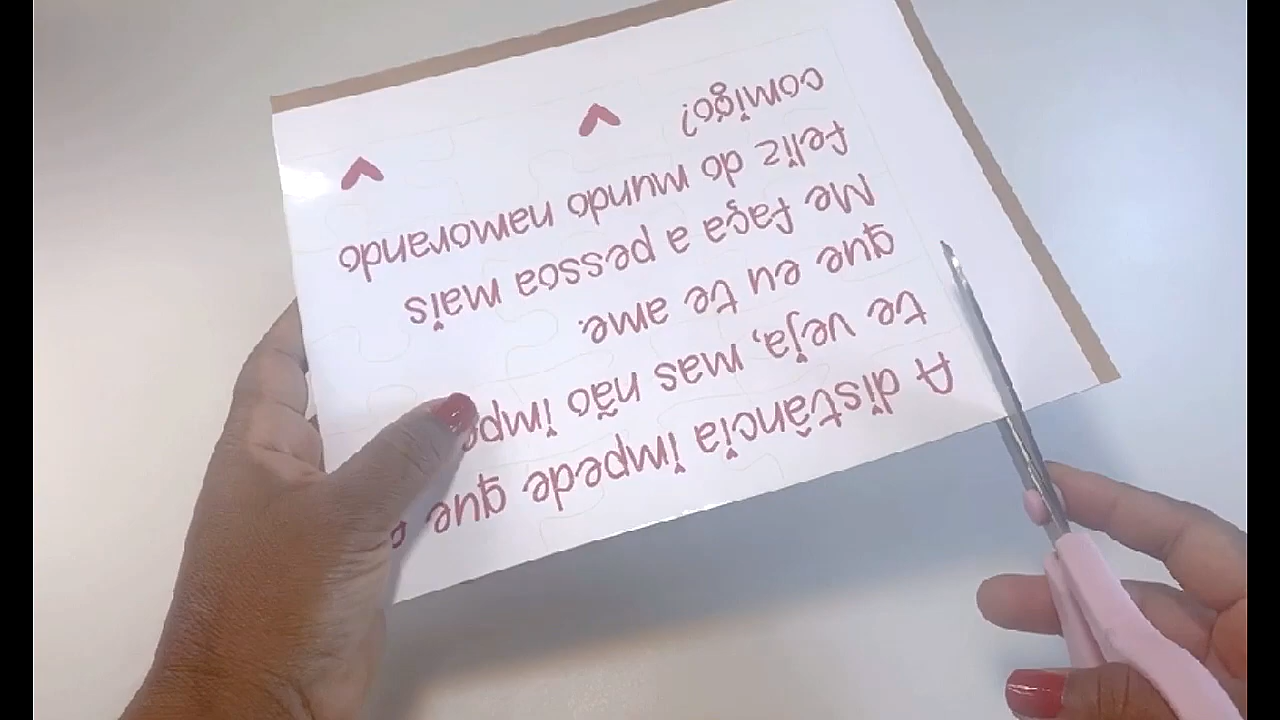 A distância impede que e
te veja, mas não impe
que eu te ame.
Me faça a pessoa mais
feliz do mundo namorando
comigo?